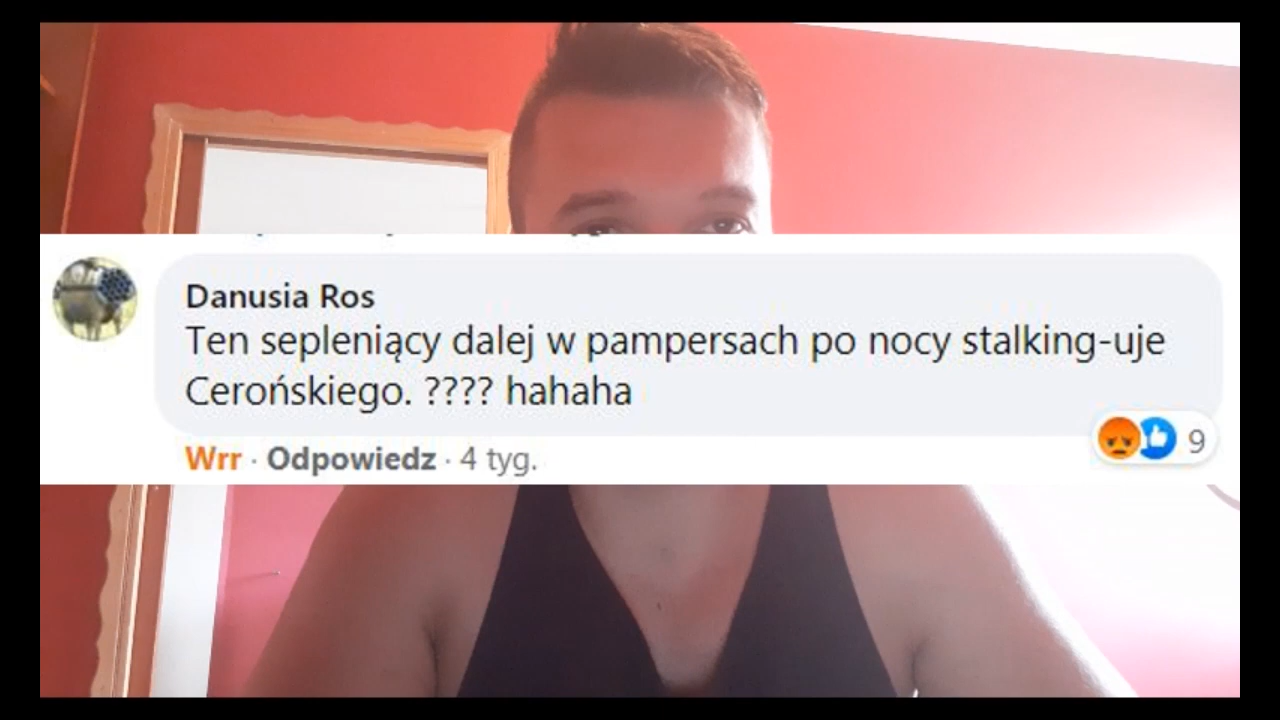 Danusia Ros
Ten sepleniący dalej w pampersach po nocy stalking-uje
Cerońskiego. ???? hahaha
Wrr · Odpowiedz · 4 tyg.
9